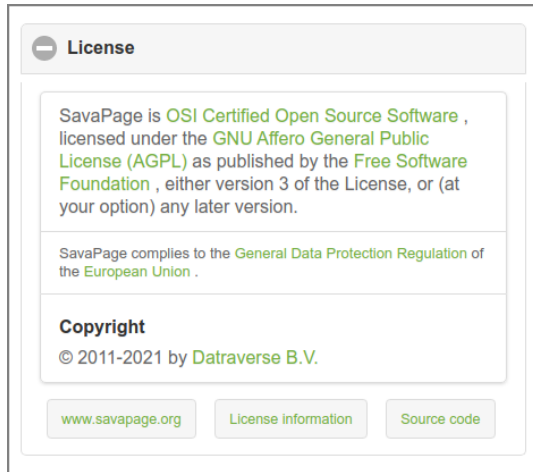 License
SavaPage is OSI Certified Open Source Software ,
licensed under the GNU Affero General Public
License (AGPL) as published by the Free Software
Foundation , either version 3 of the License, or (at
your option) any later version.
SavaPage complies to the General Data Protection Regulation of
the European Union .
Copyright
© 2011-2021 by Datraverse B.V.
www.savapage.org License information Source code